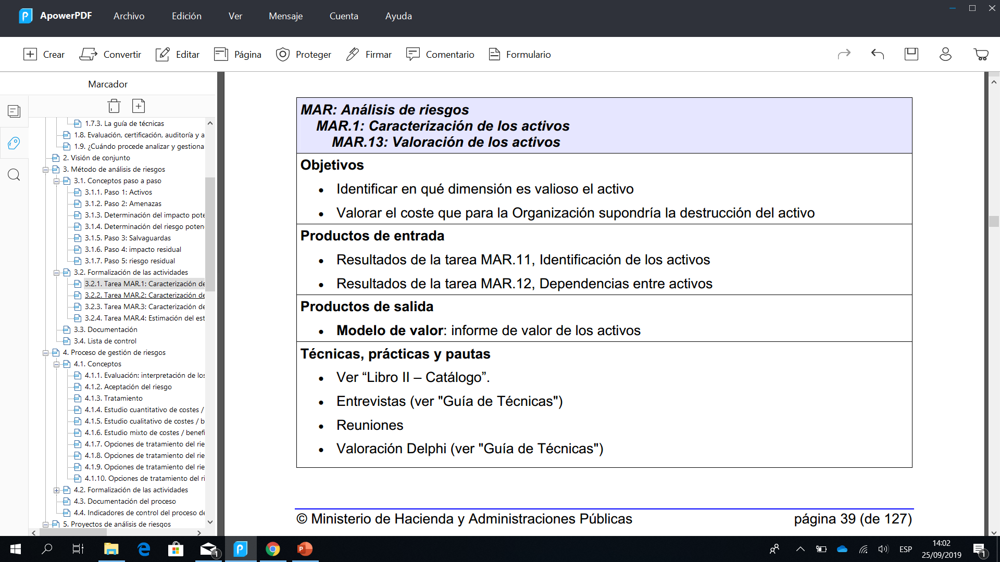 ApowerPDF
Archivo
Edición
Ver
Mensaje
Cuenta
Ayuda
Crear
Convertir
Editar
Página
Proteger
Firmar
Comentario
Formulario
Marcador
1.7.3. La guía de técnicas
1.8. Evaluación, certificación, auditoría y a
1.9. ¿Cuándo procede analizar y gestiona
2. Visión de conjunto
3. Método de análisis de riesgos
3.1. Conceptos paso a paso
3.1.1. Paso 1: Activos
3.1.2. Paso 2: Amenazas
3.1.3. Determinación del impacto pote
3.1.4. Determinación del riesgo poten
3.1.5. Paso 3: Salvaguardas
3.1.6. Paso 4: impacto residual
3.1.7. Paso 5: riesgo residual
3.2. Formalización de las actividades
3.2.1. Tarea MAR.1: Caracterización de
3.2.2. Tarea MAR.2: Caracterización de
3.2.3. Tarea MAR.3: Caracterización de
3.2.4. Tarea MAR.4: Estimación del est
3.3. Documentación
3.4. Lista de control
4. Proceso de gestión de riesgos
4.1. Conceptos
4.1.1. Evaluación: interpretación de los
4.1.2. Aceptación del riesgo
4.1.3. Tratamiento
4.1.4. Estudio cuantitativo de costes /
4.1.5. Estudio cualitativo de costes / b
4.1.6. Estudio mixto de costes / benefi
4.1.7. Opciones de tratamiento del rie
4.1.8. Opciones de tratamiento del rie
4.1.9. Opciones de tratamiento del rie
4.1.10. Opciones de tratamiento del ri
4.2. Formalización de las actividades
4.3. Documentación del proceso
4.4. Indicadores de control del proceso de
5. Proyectos de análisis de riesgos
MAR: Análisis de riesgos
MAR.1: Caracterización de los activos
MAR.13: Valoración de los activos
Objetivos
• Identificar en qué dimensión es valioso el activo
• Valorar el coste que para la Organización supondría la destrucción del activo
Productos de entrada
• Resultados de la tarea MAR.11, Identificación de los activos
• Resultados de la tarea MAR.12, Dependencias entre activos
Productos de salida
• Modelo de valor: informe de valor de los activos
Técnicas, prácticas y pautas
• Ver “Libro II – Catálogo”.
• Entrevistas (ver "Guía de Técnicas")
• Reuniones
• Valoración Delphi (ver "Guía de Técnicas")
© Ministerio de Hacienda y Administraciones Públicas
página 39 (de 127)
1
ESP
14:02
25/09/2019
1